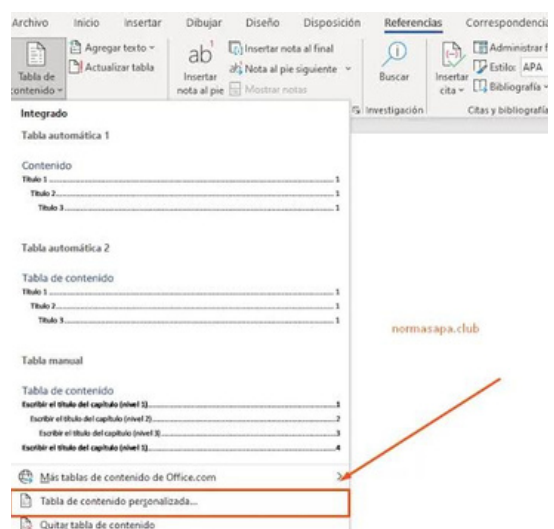 Archivo Inicio Insertar Dibujar Diseño Disposición Referencias Correspondencia
Agregar texto
Actualizar tabla
Tabla de
contenido
ab
Insertar
nota al pie
Insertar nota al final
Nota al pie siguiente
Mostrar notas
Buscar
Investigación
Insertar
cita
Administrar f
Estilo: APA
Bibliografía
Citas y bibliografía
Integrado
Tabla automática 1
Contenido
Título 1 1
Título 2 1
Título 3 1
Tabla automática 2
Tabla de contenido
Título 1 1
Título 2 1
Título 3 1
normasapa.club
Tabla manual
Tabla de contenido
Escribir el título del capítulo (nivel 1) 1
Escribir el título del capítulo (nivel 2) 2
Escribir el título del capítulo (nivel 3) 3
Escribir el título del capítulo (nivel 1) 4
Más tablas de contenido de Office.com
Tabla de contenido personalizada...
Quitar tabla de contenido